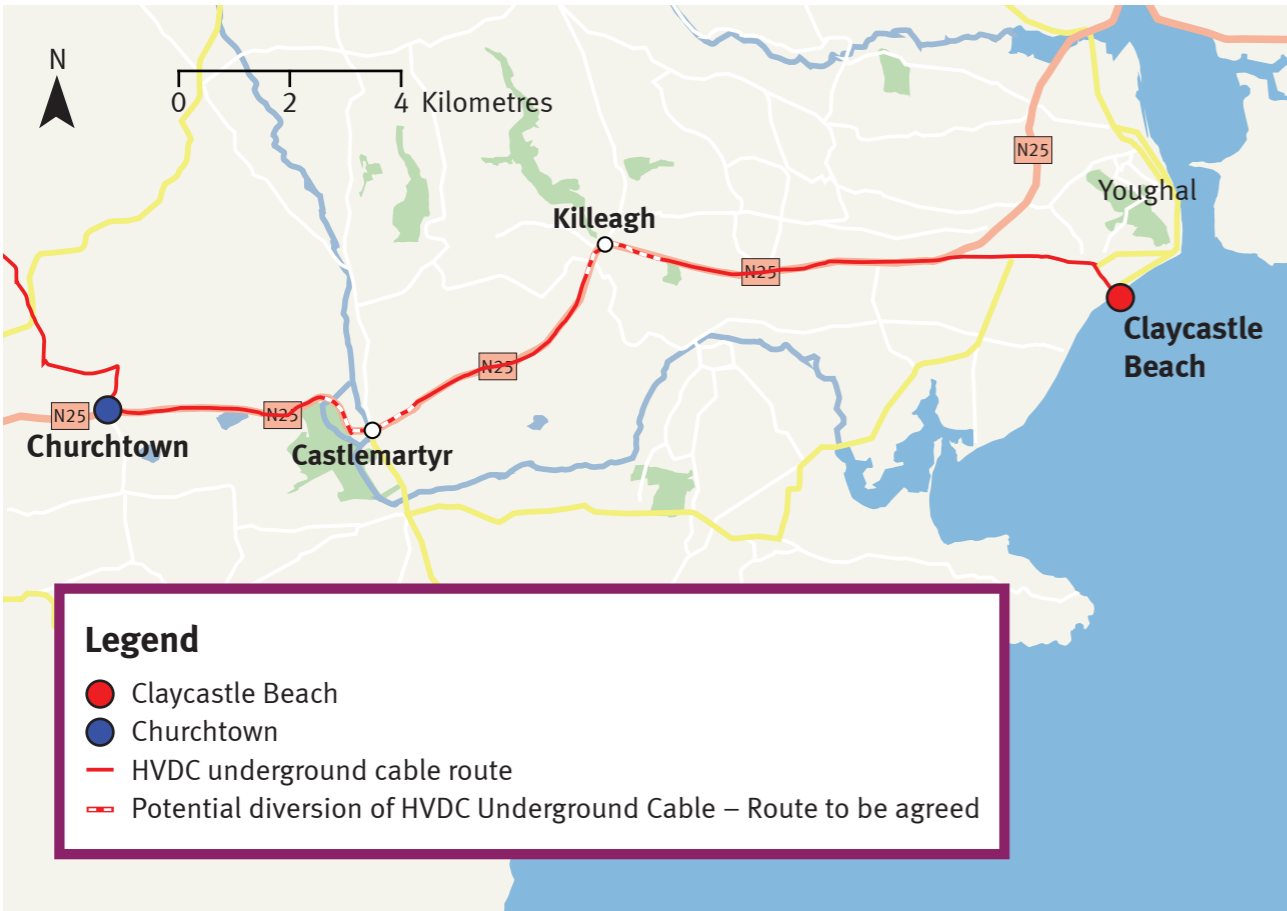 N
0 2 4 Kilometres
N25
Youghal
Killeagh
N25
Claycastle
Beach
N25
N25
N25
Churchtown
Castlemartyr
Legend
Claycastle Beach
Churchtown
HVDC underground cable route
Potential diversion of HVDC Underground Cable – Route to be agreed